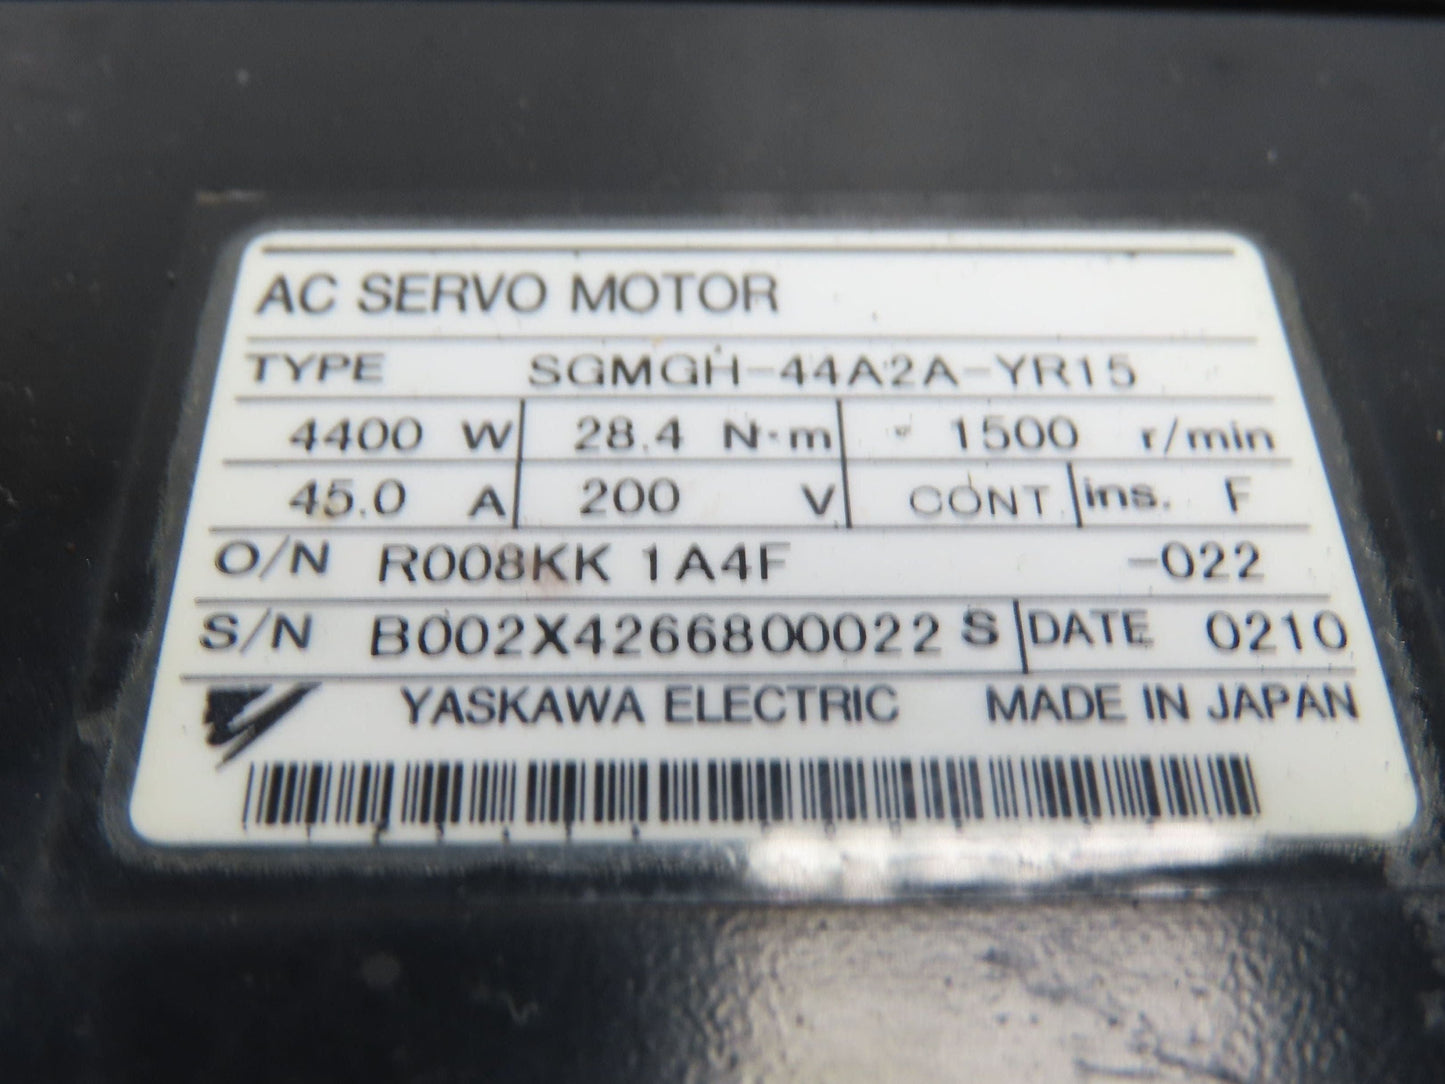 AC SERVO MOTOR
TYPE SGMGH-44A2A-YR15
4400 W 28.4 N·m 1500 r/min
45.0 A 200 V CONT. ins. F
O/N R008KK 1A4F -022
S/N B002X4266800022 S DATE 0210
YASKAWA ELECTRIC MADE IN JAPAN